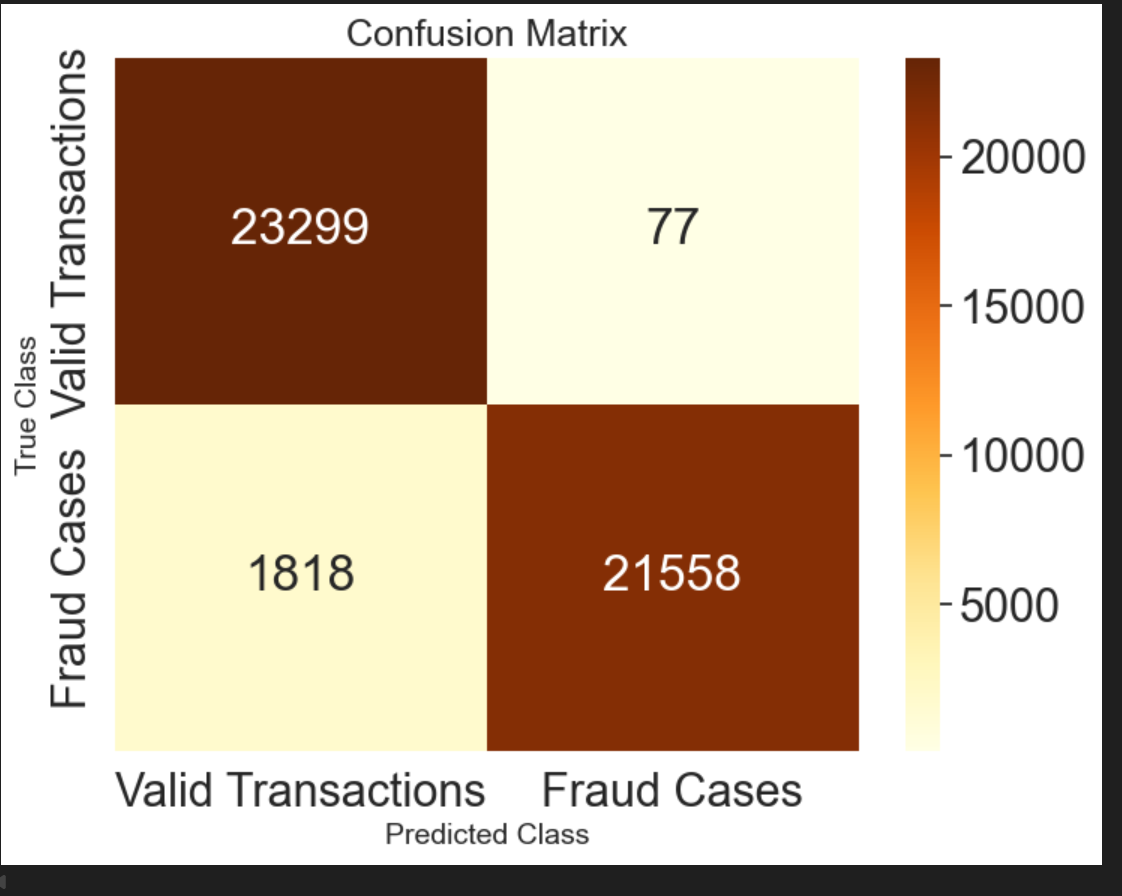 Confusion Matrix
True Class
Valid Transactions
Fraud Cases
23299
77
1818
21558
Valid Transactions
Fraud Cases
Predicted Class
20000
15000
10000
5000